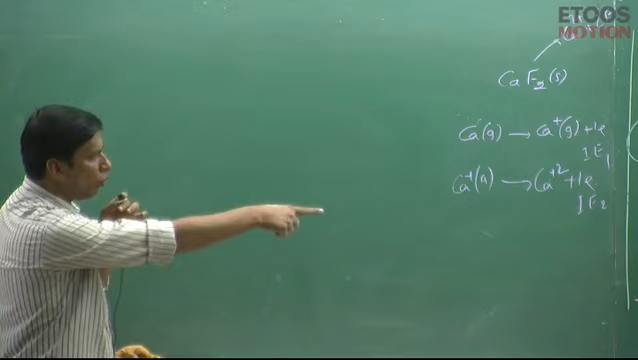 ETOOS
MOTION
CaF₂(s)
Ca(g) → Ca⁺(g) + 1e
IE₁
Ca⁺(g) → Ca⁺² + 1e
IE₂